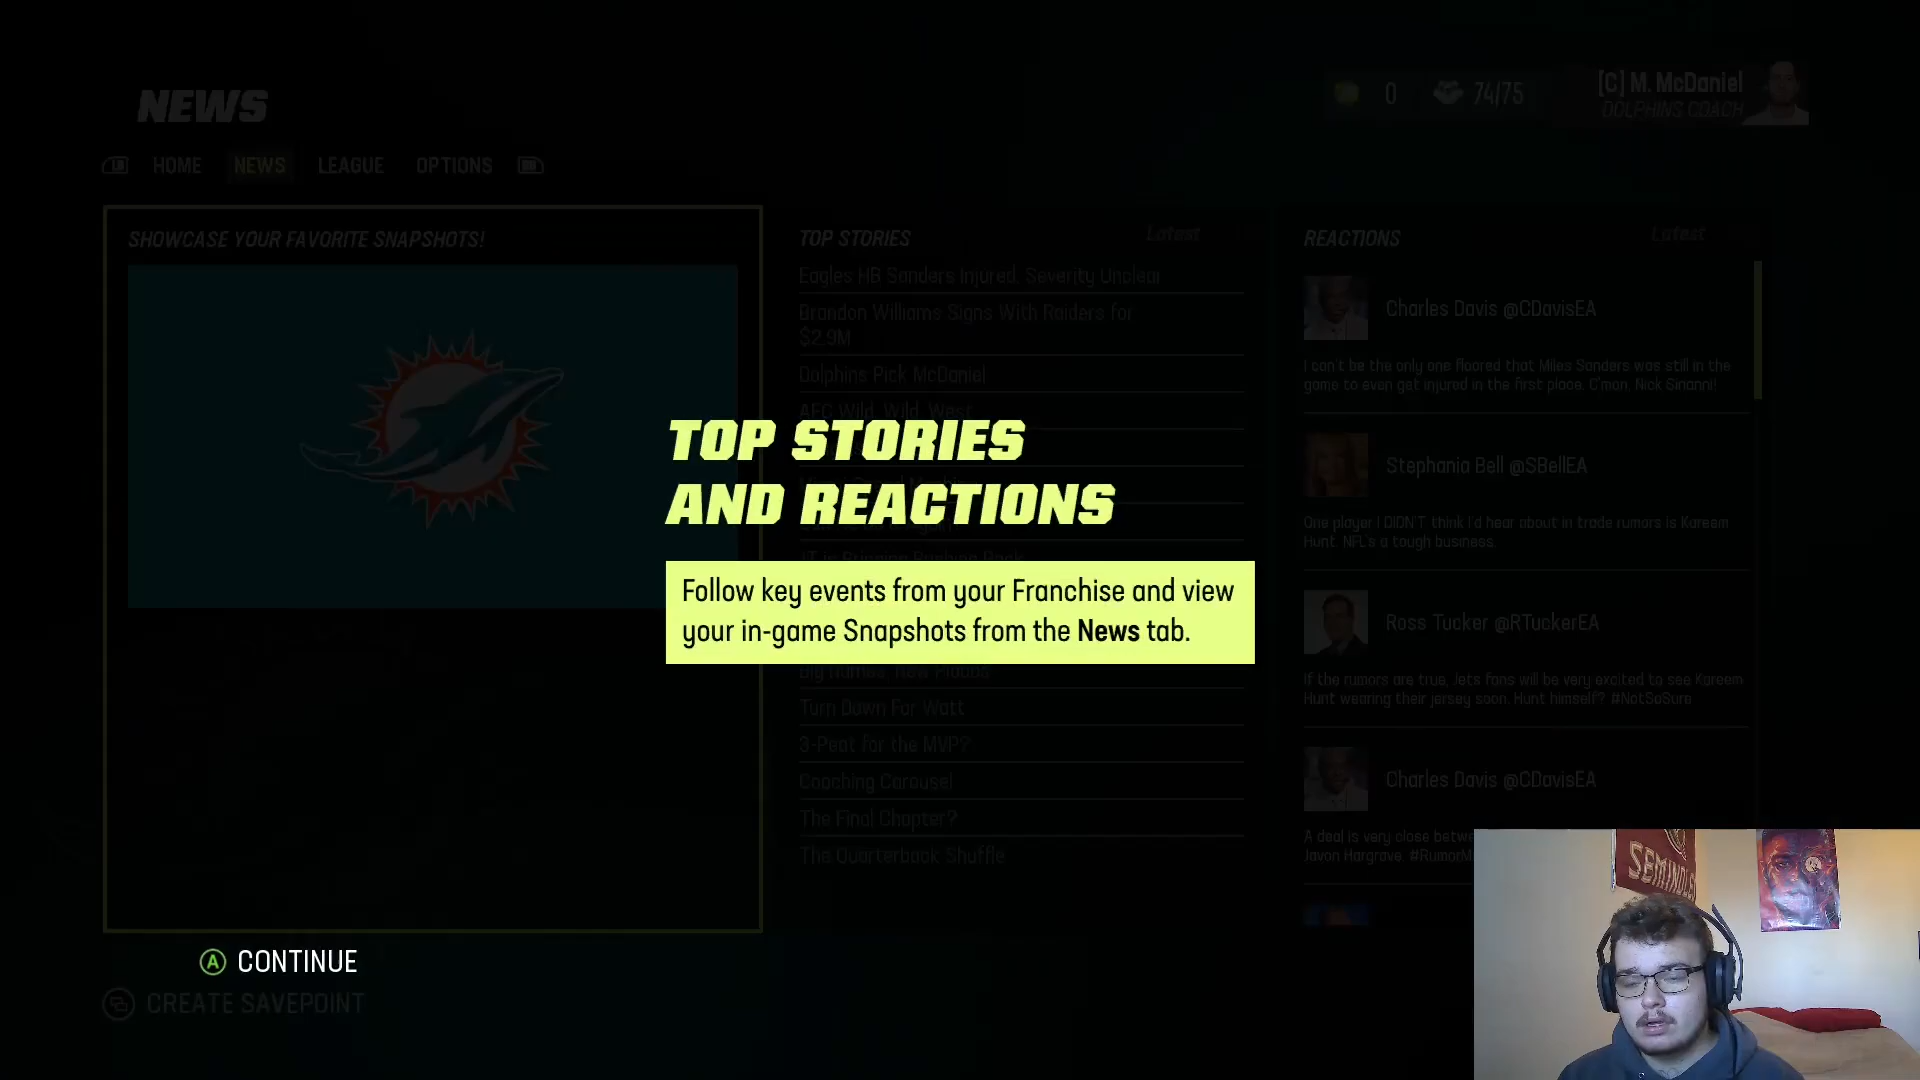 NEWS
0
74/75
[C] M. McDaniel
DOLPHINS COACH
HOME
NEWS
LEAGUE
OPTIONS
SHOWCASE YOUR FAVORITE SNAPSHOTS!
TOP STORIES
Latest
Eagles HB Sanders Injured. Severity Unclear
Brandon Williams Signs With Raiders for
$2.9M
Dolphins Pick McDaniel
AFC Wild, Wild, West
TOP STORIES
AND REACTIONS
Follow key events from your Franchise and view
your in-game Snapshots from the News tab.
Turn Down For Watt
3-Peat for the MVP?
Coaching Carousel
The Final Chapter?
The Quarterback Shuffle
REACTIONS
Latest
Charles Davis @CDavisEA
I can't be the only one floored that Miles Sanders was still in the
game to even get injured in the first place. C'mon, Nick Sirianni!
Stephania Bell @SBellEA
One player I DIDN'T think I'd hear about in trade rumors is Kareem
Hunt. NFL's a tough business.
Ross Tucker @RTuckerEA
If the rumors are true, Jets fans will be very excited to see Kareem
Hunt wearing their jersey soon. Hunt himself? #NotSoSure
Charles Davis @CDavisEA
A deal is very close
Javon Hargrave.
SEMINOLES
A CONTINUE
CREATE SAVEPOINT